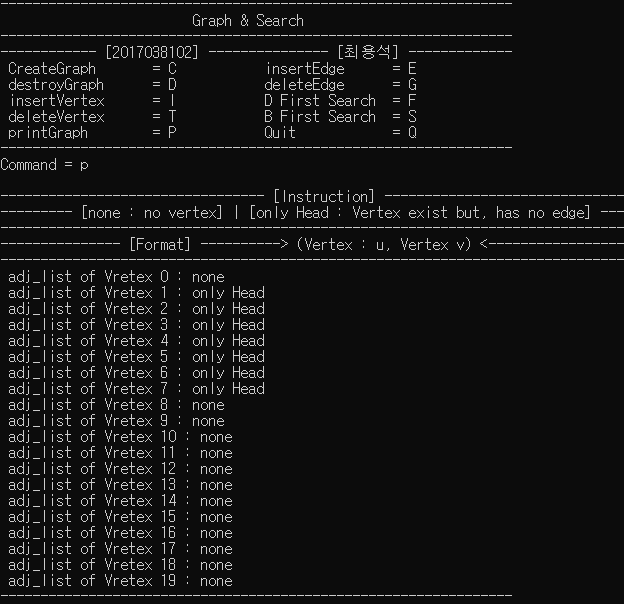 ----------------------------------------------------------------
                        Graph & Search
----------------------------------------------------------------
------------ [2017038102] --------------- [최용석] -------------
 CreateGraph       = C           insertEdge      = E
 destroyGraph      = D           deleteEdge      = G
 insertVertex      = I           D First Search  = F
 deleteVertex      = T           B First Search  = S
 printGraph        = P           Quit            = Q
----------------------------------------------------------------
Command = p
--------------------------------- [Instruction] ------------------------------
--------- [none : no vertex] | [only Head : Vertex exist but, has no edge] ---
------------------------------------------------------------------------------
--------------- [Format] ----------> (Vertex : u, Vertex v) <-----------------
------------------------------------------------------------------------------
 adj_list of Vretex 0 : none
 adj_list of Vretex 1 : only Head
 adj_list of Vretex 2 : only Head
 adj_list of Vretex 3 : only Head
 adj_list of Vretex 4 : only Head
 adj_list of Vretex 5 : only Head
 adj_list of Vretex 6 : only Head
 adj_list of Vretex 7 : only Head
 adj_list of Vretex 8 : none
 adj_list of Vretex 9 : none
 adj_list of Vretex 10 : none
 adj_list of Vretex 11 : none
 adj_list of Vretex 12 : none
 adj_list of Vretex 13 : none
 adj_list of Vretex 14 : none
 adj_list of Vretex 15 : none
 adj_list of Vretex 16 : none
 adj_list of Vretex 17 : none
 adj_list of Vretex 18 : none
 adj_list of Vretex 19 : none
----------------------------------------------------------------